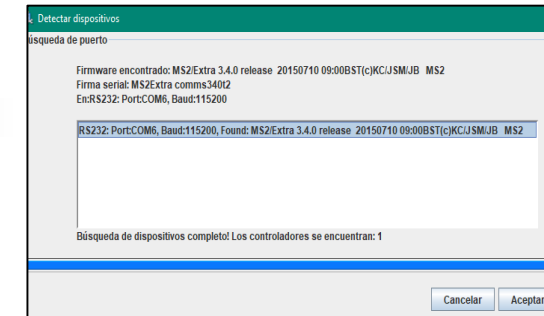 Detectar dispositivos
úsqueda de puerto
Firmware encontrado: MS2/Extra 3.4.0 release 20150710 09:00BST(c)KC/JSM/JB MS2
Firma serial: MS2Extra comms340t2
En:RS232: Port:COM6, Baud:115200
RS232: Port:COM6, Baud:115200, Found: MS2/Extra 3.4.0 release 20150710 09:00BST(c)KC/JSM/JB MS2
Búsqueda de dispositivos completo! Los controladores se encuentran: 1
Cancelar Aceptar